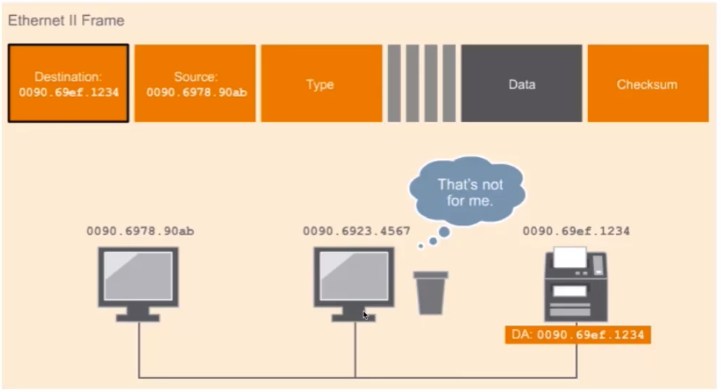 Ethernet II Frame
Destination:
0090.69ef.1234
Source:
0090.6978.90ab
Type
Data
Checksum
That's not
for me.
0090.6978.90ab
0090.6923.4567
0090.69ef.1234
DA: 0090.69ef.1234